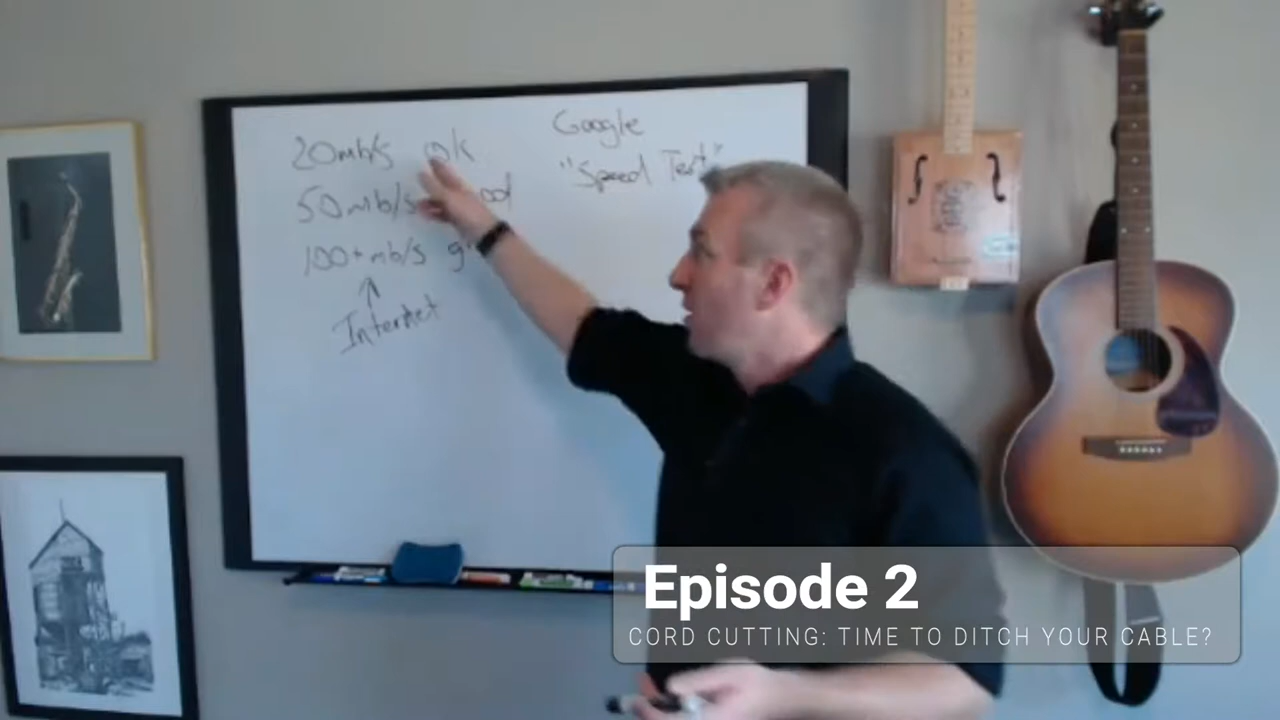 20mb/s ok
50mb/s
100+mb/s
Internet
Google
"Speed Test"
Episode 2
CORD CUTTING: TIME TO DITCH YOUR CABLE?